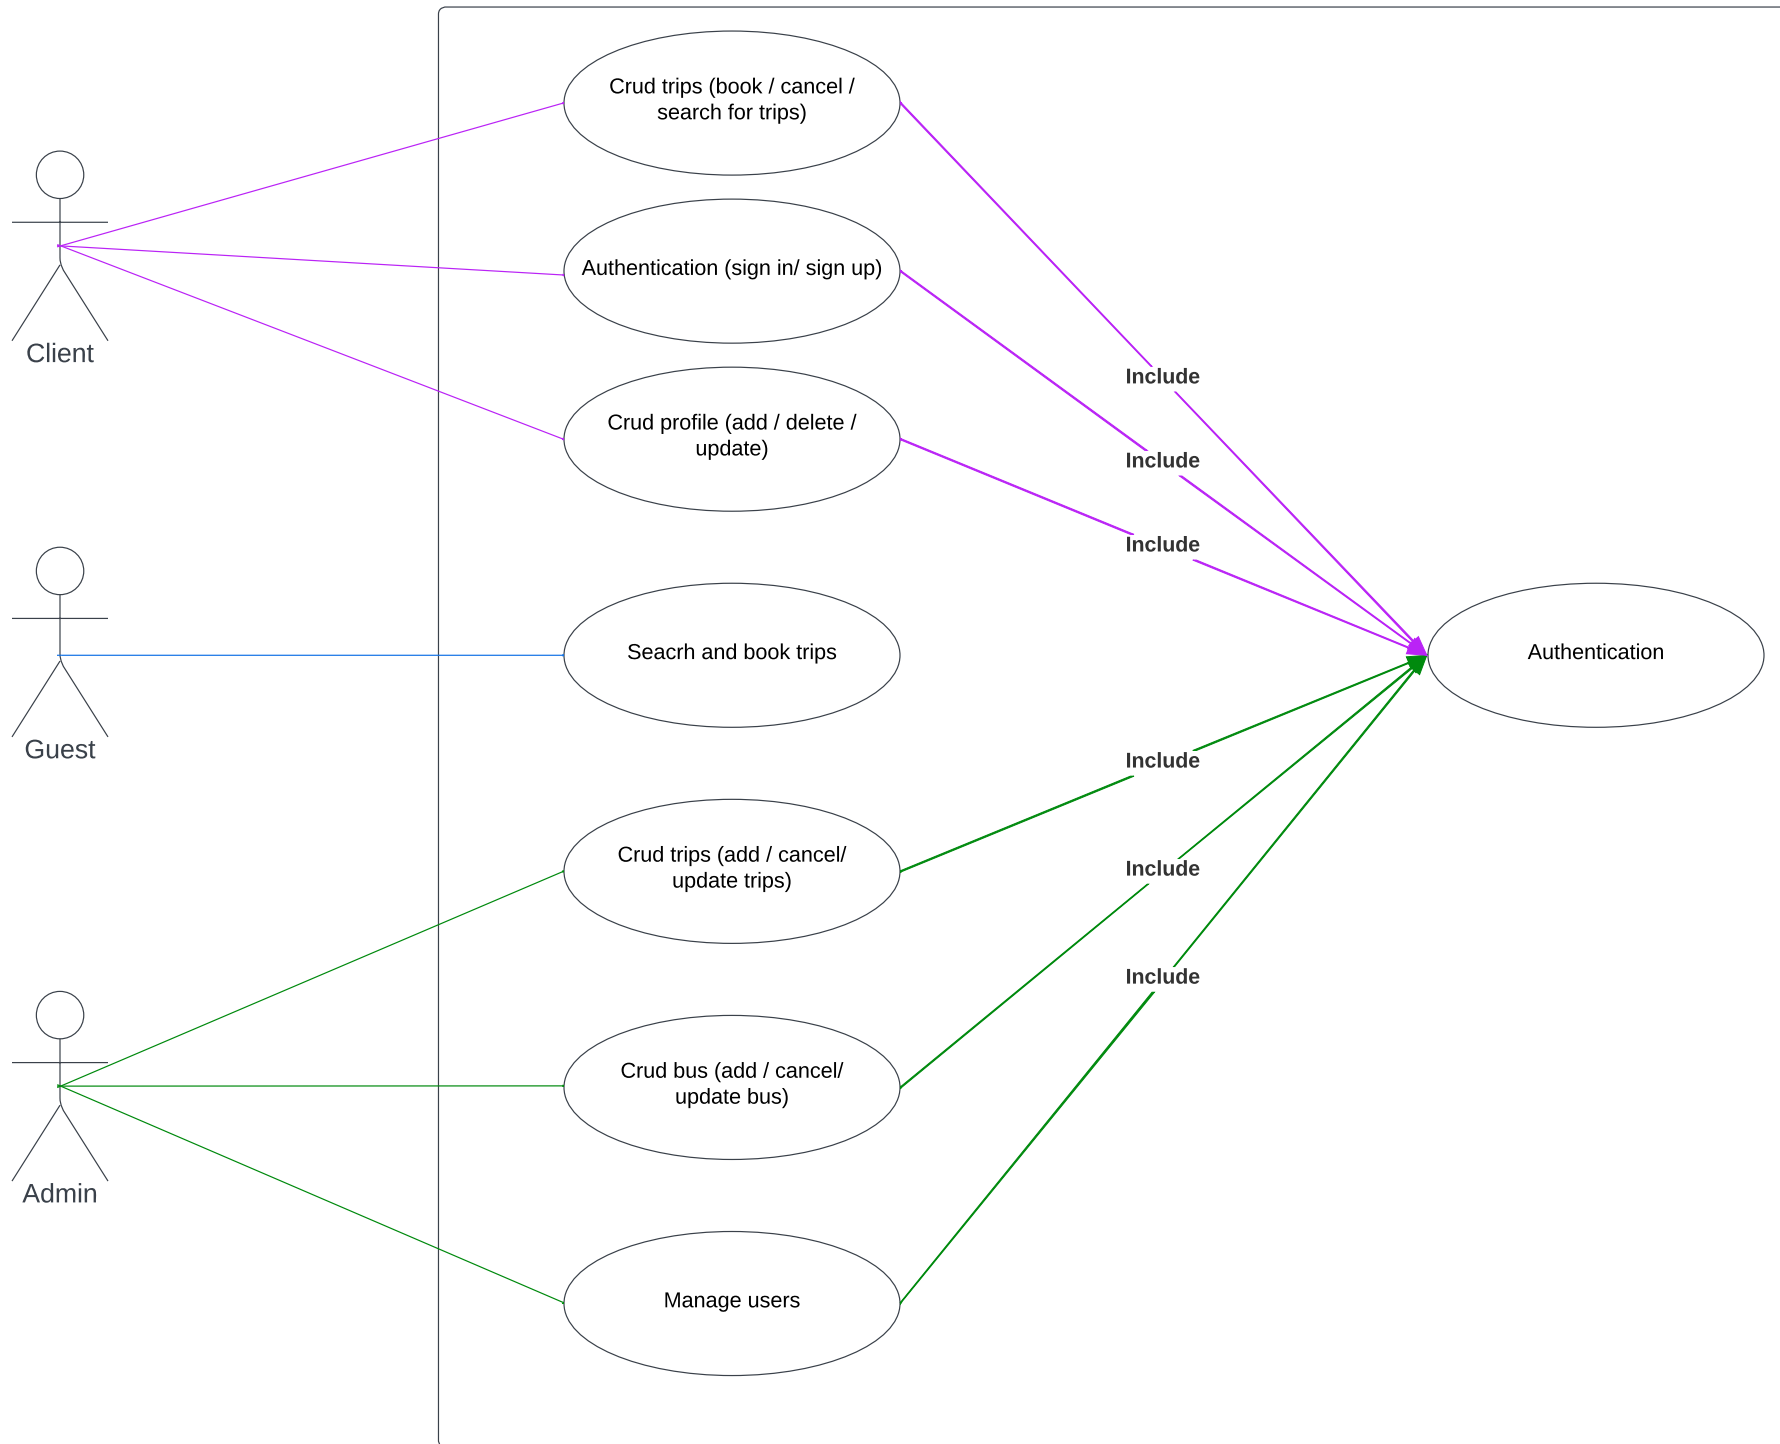 Crud trips (book / cancel /
search for trips)
Authentication (sign in/ sign up)
Client
Include
Crud profile (add / delete /
update)
Include
Include
Seacrh and book trips
Authentication
Guest
Include
Crud trips (add / cancel/
update trips)
Include
Include
Crud bus (add / cancel/
update bus)
Admin
Manage users